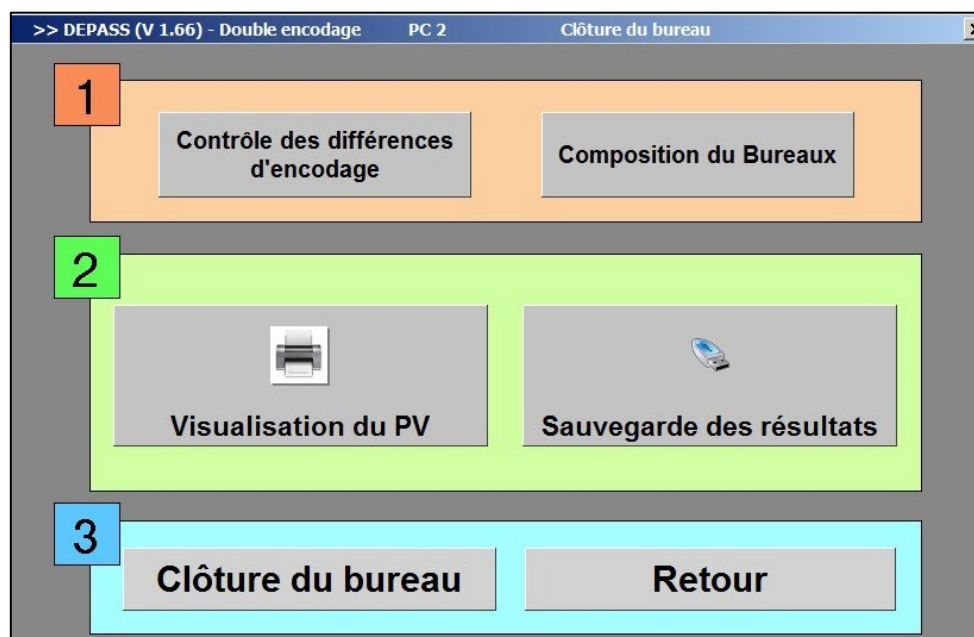 >> DEPASS (V 1.66) - Double encodage PC 2 Clôture du bureau
1
Contrôle des différences
d'encodage
Composition du Bureaux
2
Visualisation du PV
Sauvegarde des résultats
3
Clôture du bureau
Retour